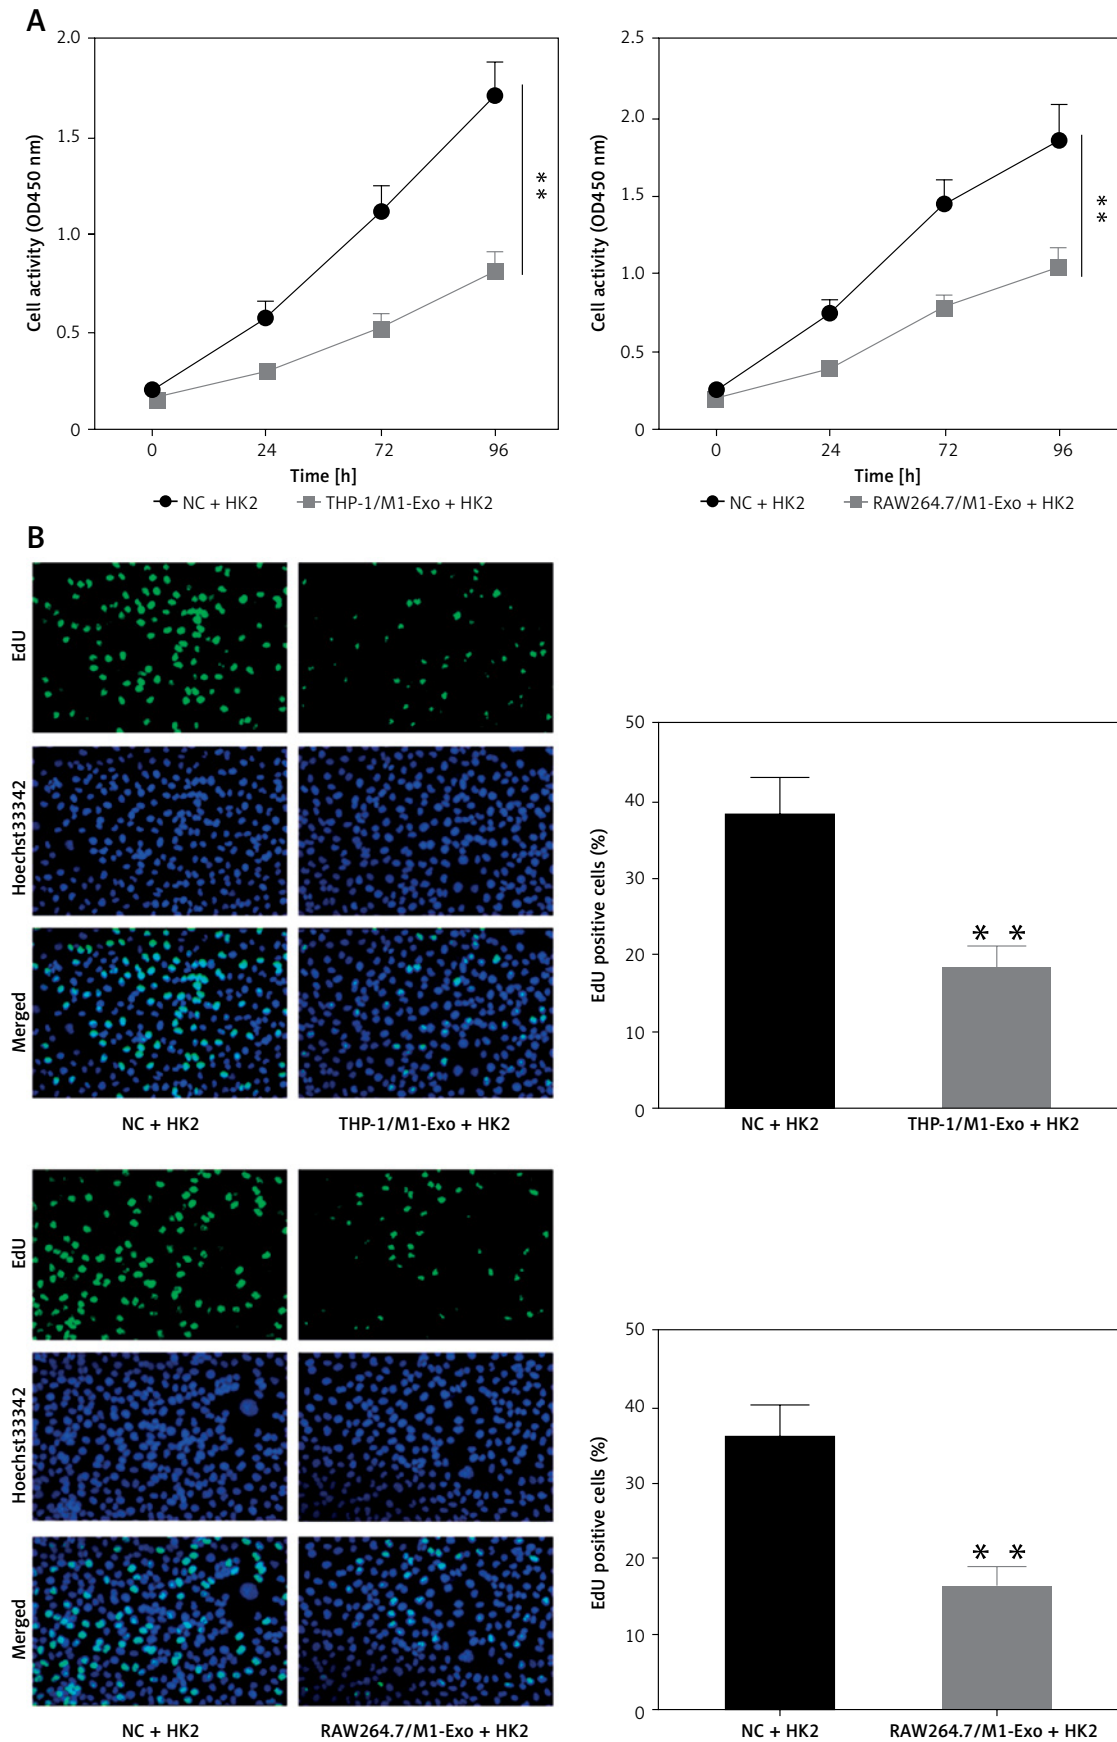 A
2.0
1.5
1.0
0.5
0
Cell activity (OD450 nm)
**
0 24 72 96
Time [h]
NC + HK2 THP-1/M1-Exo + HK2
2.5
2.0
1.5
1.0
0.5
0
Cell activity (OD450 nm)
**
0 24 72 96
Time [h]
NC + HK2 RAW264.7/M1-Exo + HK2
B
EdU
Hoechst33342
Merged
NC + HK2 THP-1/M1-Exo + HK2
50
40
30
20
10
0
EdU positive cells (%)
* *
NC + HK2 THP-1/M1-Exo + HK2
EdU
Hoechst33342
Merged
NC + HK2 RAW264.7/M1-Exo + HK2
50
40
30
20
10
0
EdU positive cells (%)
* *
NC + HK2 RAW264.7/M1-Exo + HK2